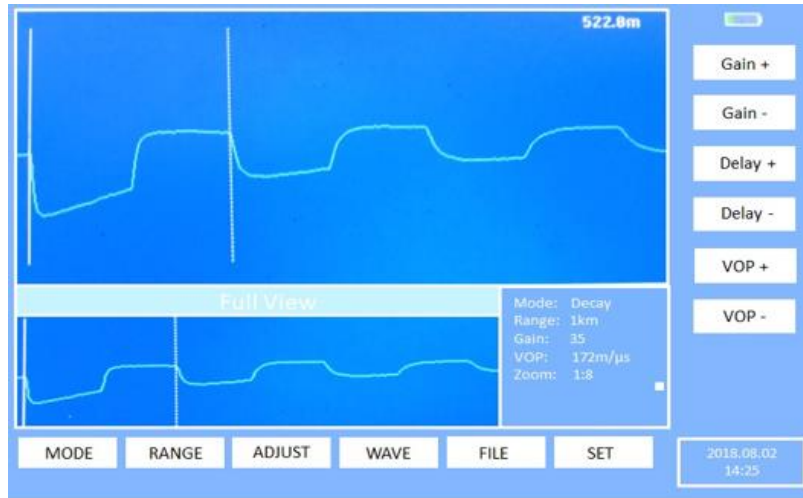 522.0m
Gain +
Gain -
Delay +
Delay -
VOP +
VOP -
Full View
Mode: Decay
Range: 1km
Gain: 35
VOP: 172m/μs
Zoom: 1:8
MODE RANGE ADJUST WAVE FILE SET
2018.08.02
14:25